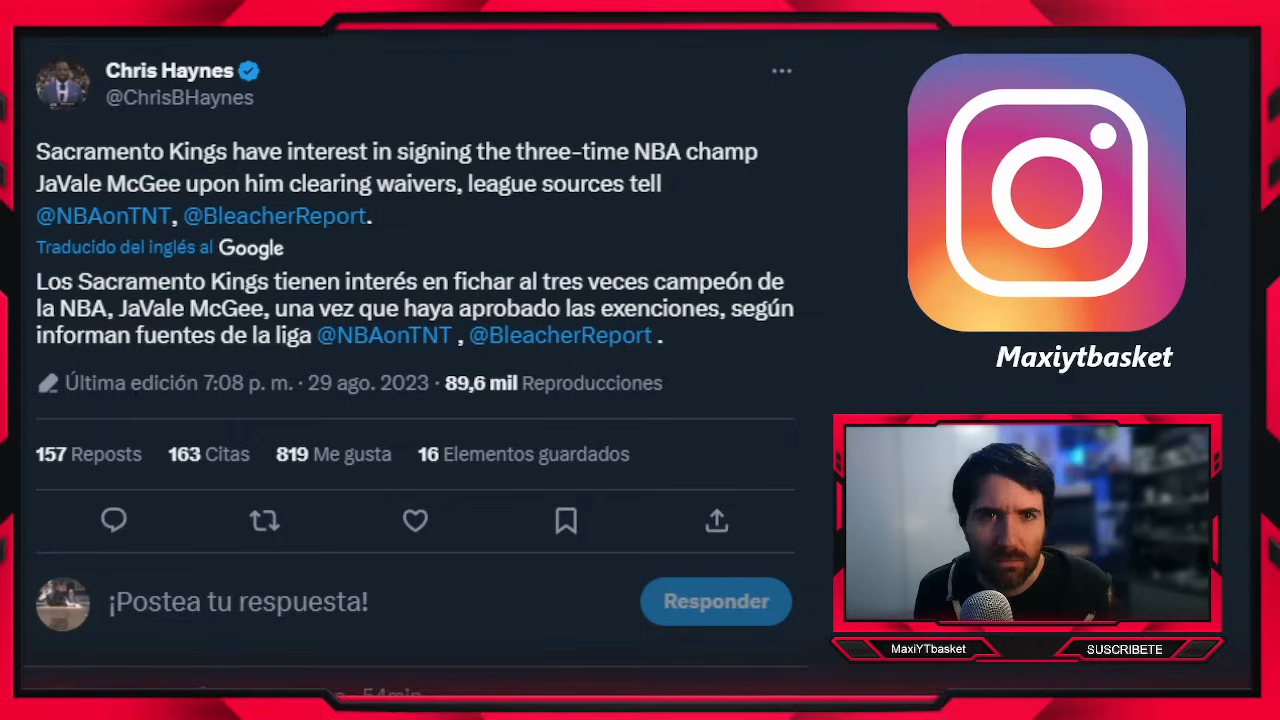 Chris Haynes
@ChrisBHaynes
Sacramento Kings have interest in signing the three-time NBA champ
JaVale McGee upon him clearing waivers, league sources tell
@NBAonTNT, @BleacherReport.
Traducido del inglés al Google
Los Sacramento Kings tienen interés en fichar al tres veces campeón de
la NBA, JaVale McGee, una vez que haya aprobado las exenciones, según
informan fuentes de la liga @NBAonTNT , @BleacherReport .
Última edición 7:08 p. m. · 29 ago. 2023 · 89,6 mil Reproducciones
157 Reposts 163 Citas 819 Me gusta 16 Elementos guardados
¡Postea tu respuesta!
Responder
Maxiytbasket
MaxiYTbasket
SUSCRIBETE